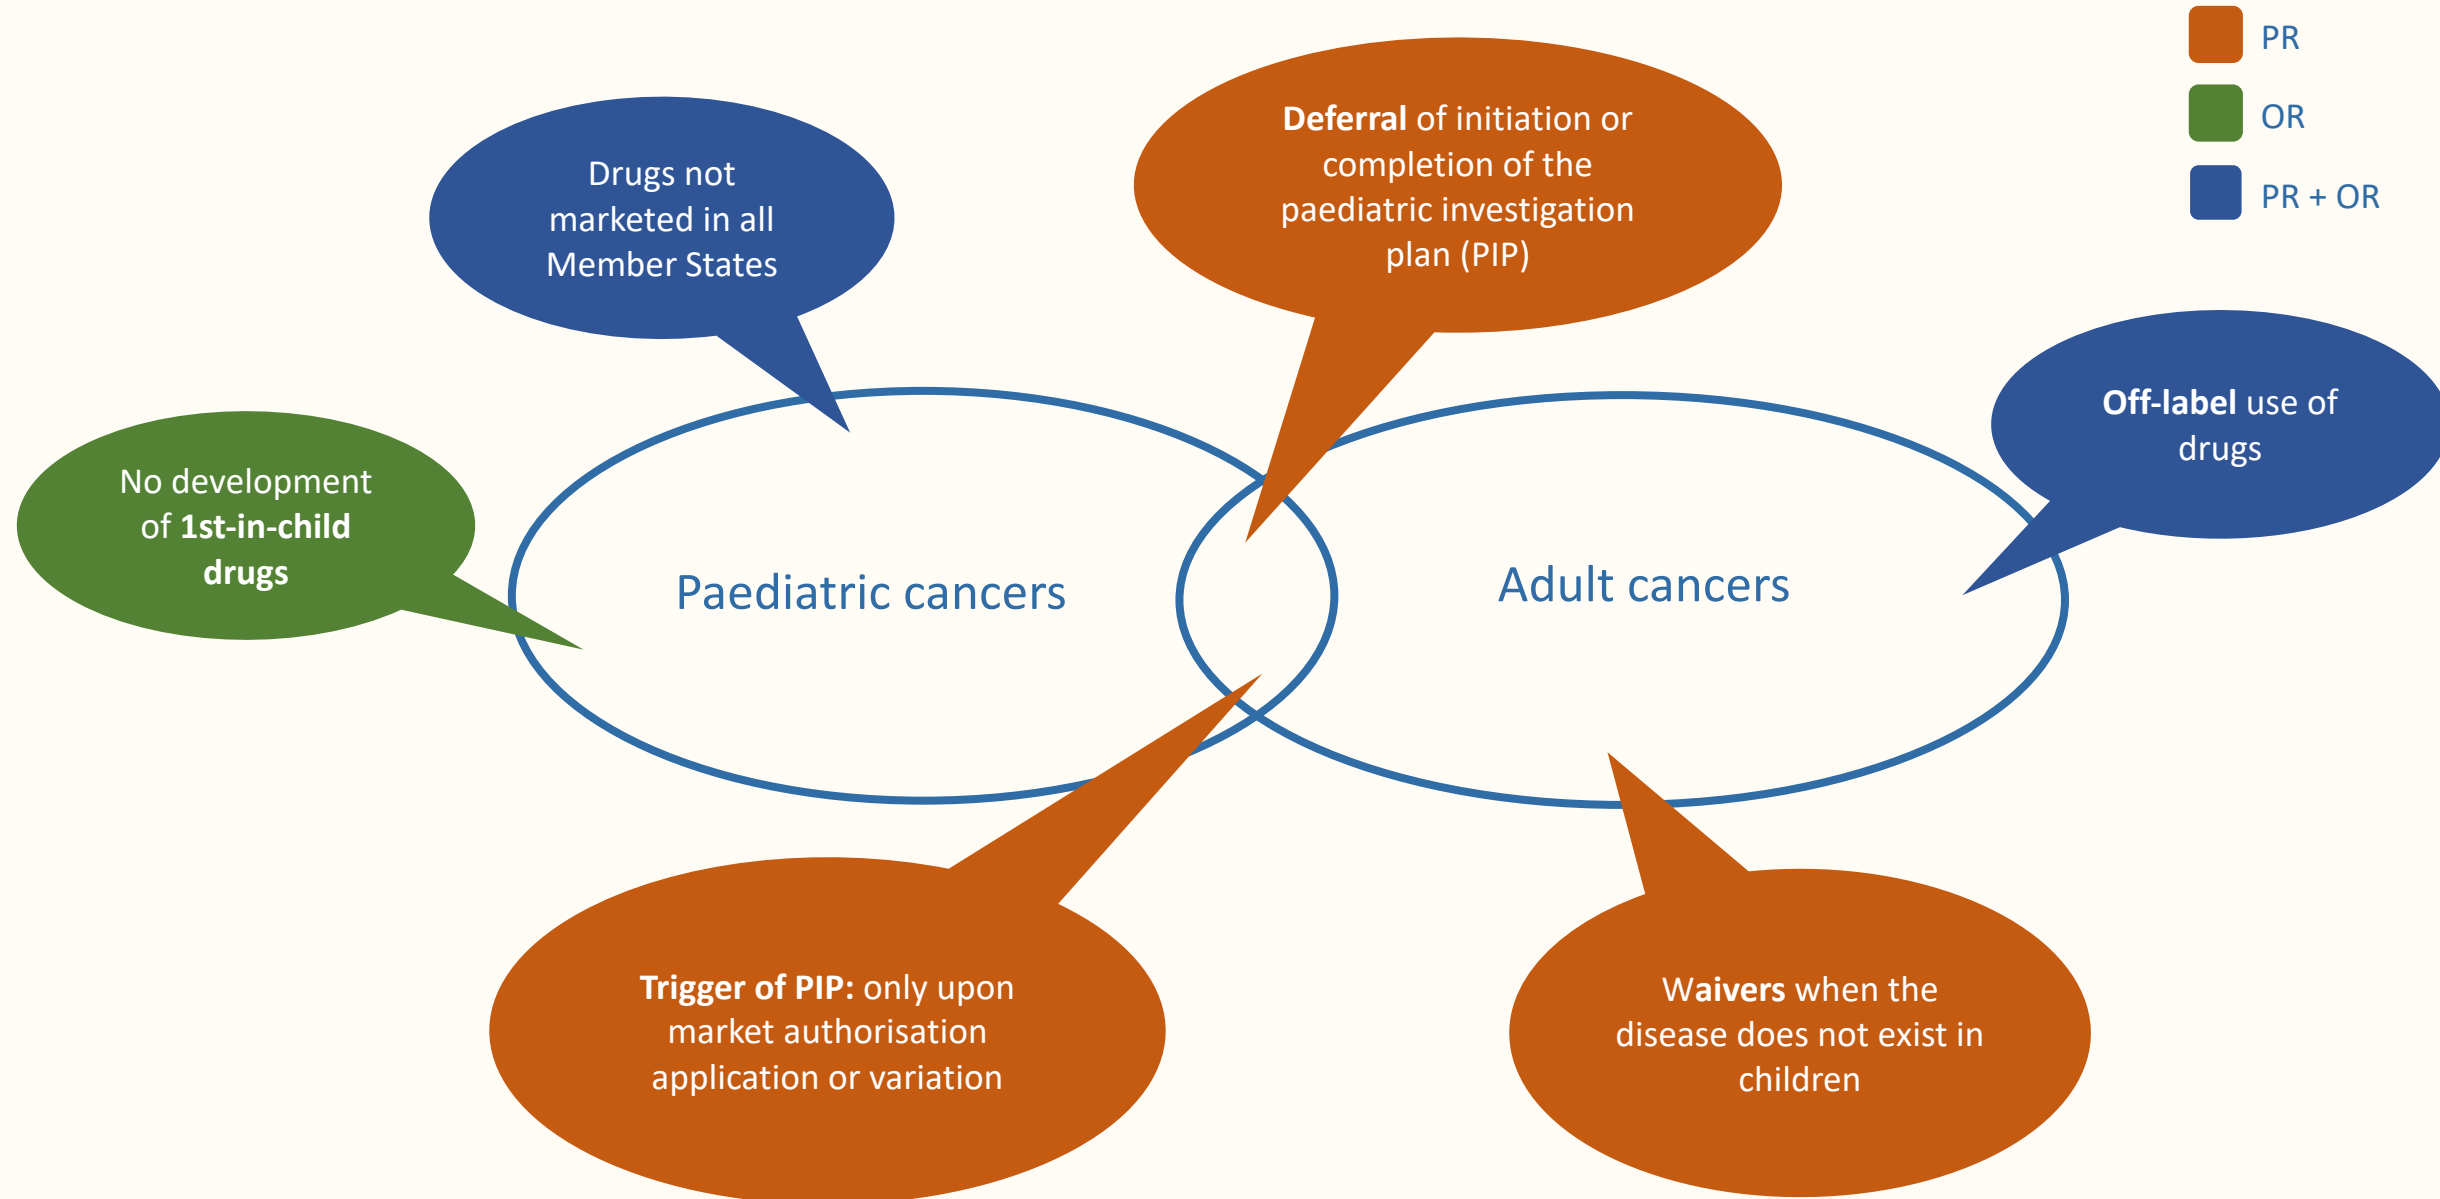 PR
OR
PR + OR
Deferral of initiation or
completion of the
paediatric investigation
plan (PIP)
Drugs not
marketed in all
Member States
Off-label use of
drugs
No development
of 1st-in-child
drugs
Paediatric cancers
Adult cancers
Trigger of PIP: only upon
market authorisation
application or variation
Waivers when the
disease does not exist in
children